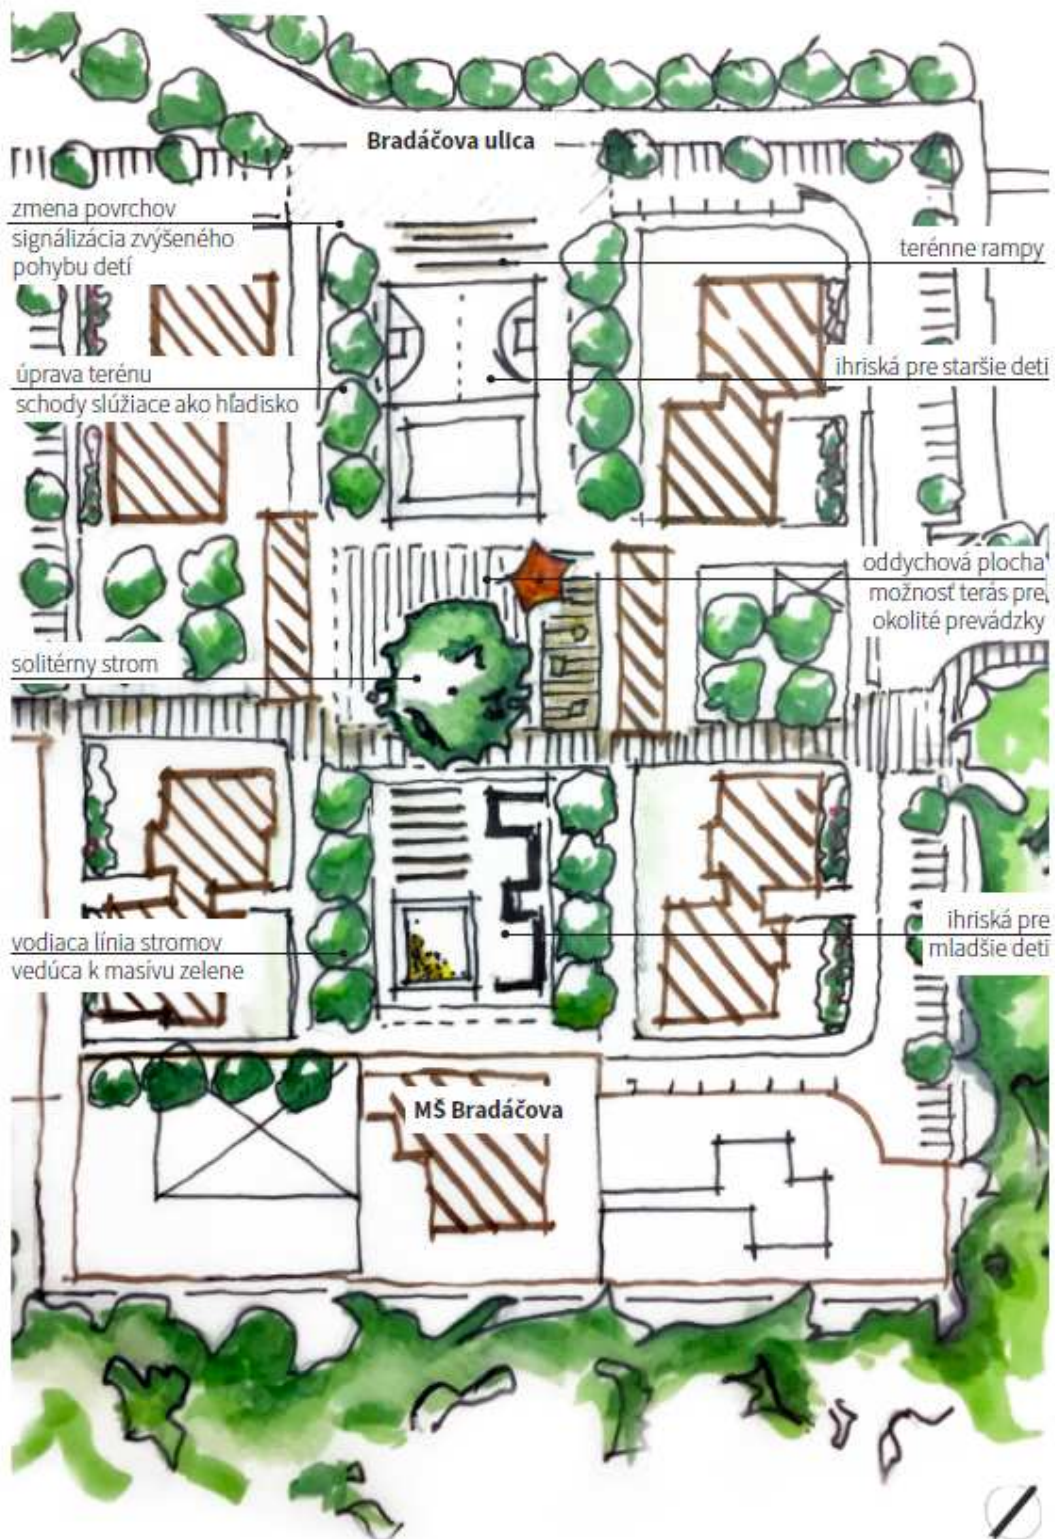 Bradáčova ulica
zmena povrchov
signálizácia zvýšeného
pohybu detí
terénne rampy
ihriská pre staršie deti
úprava terénu
schody slúžiace ako hľadisko
oddychová plocha
možnosť terás pre
okolité prevádzky
solitérny strom
vodiaca línia stromov
vedúca k masívu zelene
ihriská pre
mladšie deti
MŠ Bradáčova